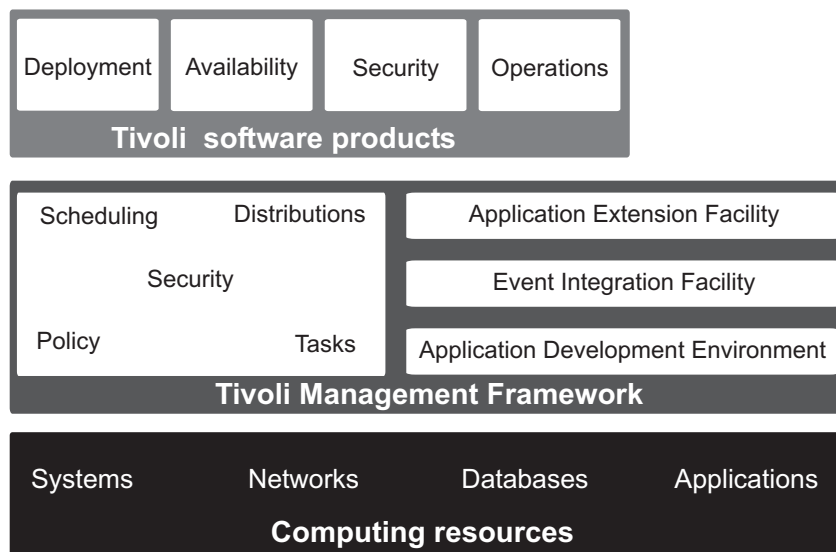 Deployment
Availability
Security
Operations
Tivoli software products
Scheduling
Distributions
Security
Policy
Tasks
Application Extension Facility
Event Integration Facility
Application Development Environment
Tivoli Management Framework
Systems
Networks
Databases
Applications
Computing resources